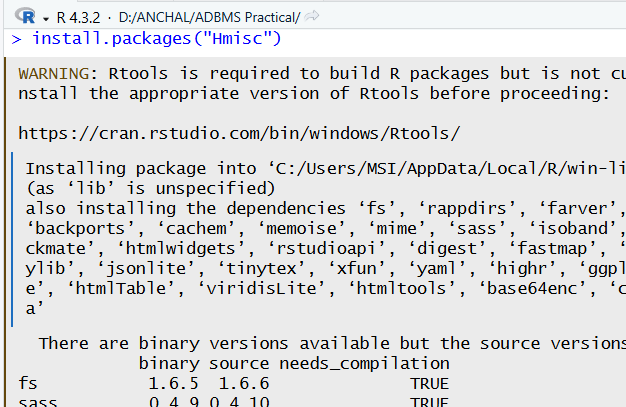 R R 4.3.2 · D:/ANCHAL/ADBMS Practical/
> install.packages("Hmisc")
WARNING: Rtools is required to build R packages but is not cu
nstall the appropriate version of Rtools before proceeding:
https://cran.rstudio.com/bin/windows/Rtools/
Installing package into ‘C:/Users/MSI/AppData/Local/R/win-li
(as ‘lib’ is unspecified)
also installing the dependencies ‘fs’, ‘rappdirs’, ‘farver’,
‘backports’, ‘cachem’, ‘memoise’, ‘mime’, ‘sass’, ‘isoband’,
ckmate’, ‘htmlwidgets’, ‘rstudioapi’, ‘digest’, ‘fastmap’, ‘
ylib’, ‘jsonlite’, ‘tinytex’, ‘xfun’, ‘yaml’, ‘highr’, ‘ggpl
e’, ‘htmlTable’, ‘viridisLite’, ‘htmltools’, ‘base64enc’, ‘c
a’
There are binary versions available but the source versions
binary source needs_compilation
fs 1.6.5 1.6.6 TRUE
sass 0.4.9 0.4.10 TRUE